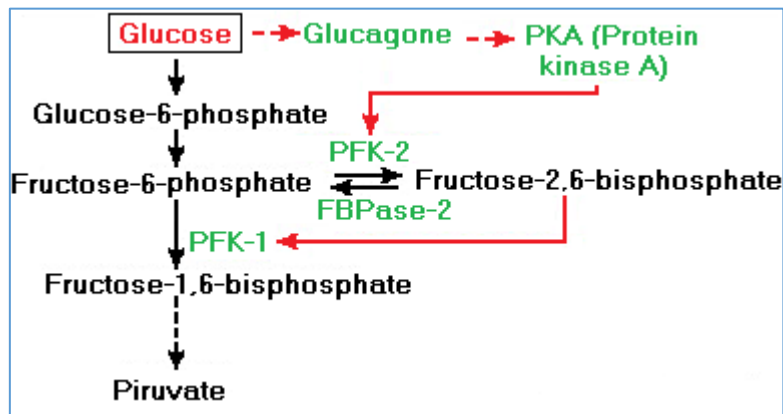 Glucose
Glucagone
PKA (Protein
kinase A)
Glucose-6-phosphate
PFK-2
Fructose-6-phosphate
Fructose-2,6-bisphosphate
FBPase-2
PFK-1
Fructose-1,6-bisphosphate
Piruvate